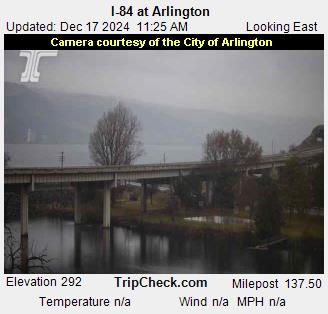 I-84 at Arlington
Updated: Dec 17 2024 11:25 AM Looking East
Camera courtesy of the City of Arlington
Elevation 292 TripCheck.com Milepost 137.50
Temperature n/a Wind n/a MPH n/a